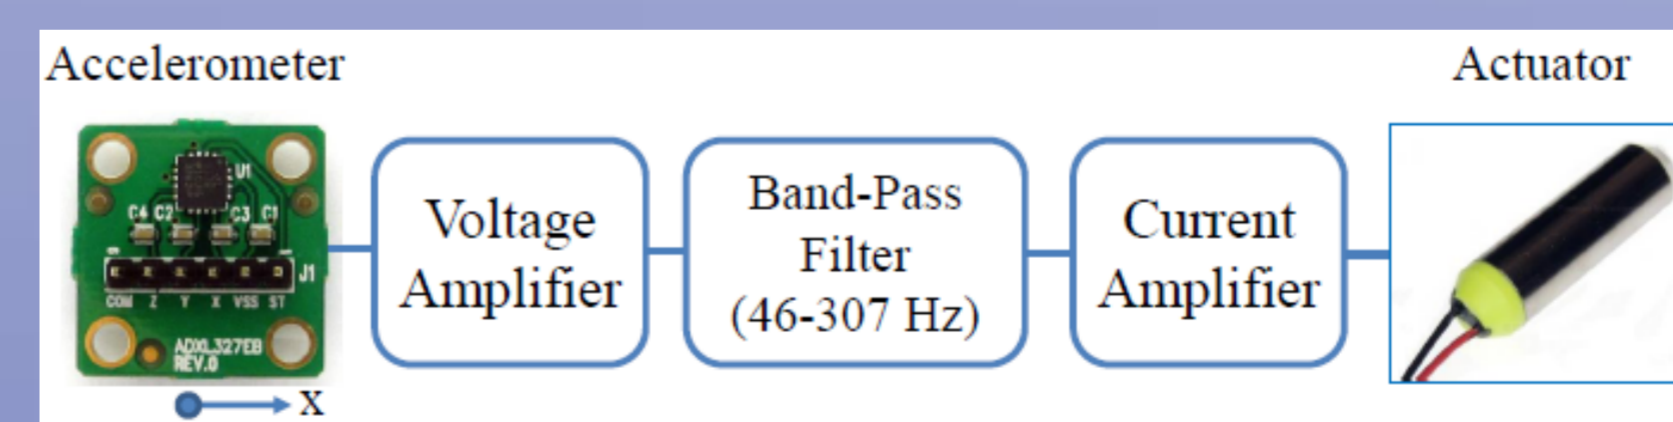 Accelerometer
Actuator
U1
C4 C2 C3 C1
J1
COM Z Y X VSS ST
ADXL327EB
REV.0
X
Voltage
Amplifier
Band-Pass
Filter
(46-307 Hz)
Current
Amplifier